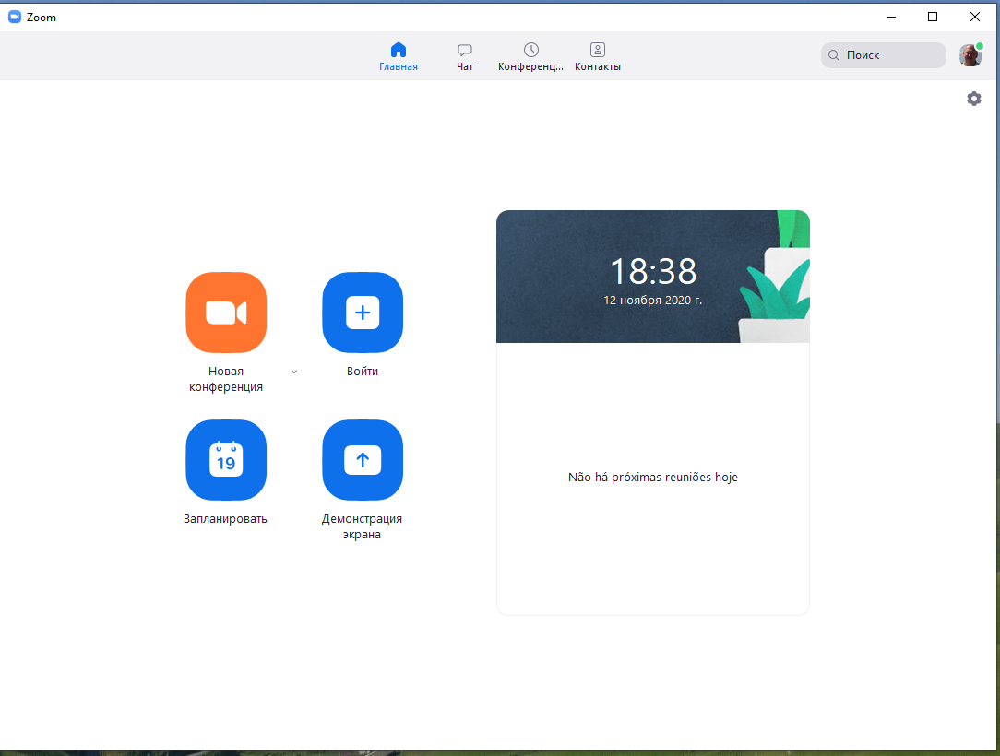 Zoom
Главная
Чат
Конференц...
Контакты
Поиск
18:38
12 ноября 2020 г.
Новая
конференция
Войти
19
Запланировать
Демонстрация
экрана
Não há próximas reuniões hoje